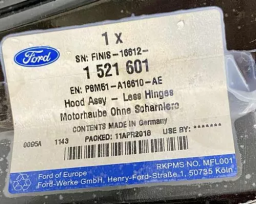 1 x
Ford
SN: FINIS-16612-
1 521 601
EN: P8M51-A16610-AE
Hood Assy - Less Hinges
Motorhaube Ohne Scharniere
CONTENTS MADE IN Germany
0095A 1143 PACKED: 11APR2018 USE BY: *******
RKPMS NO. MFL001
Ford of Europe
Ford-Werke GmbH, Henry-Ford-Straße 1, 50735 Köln